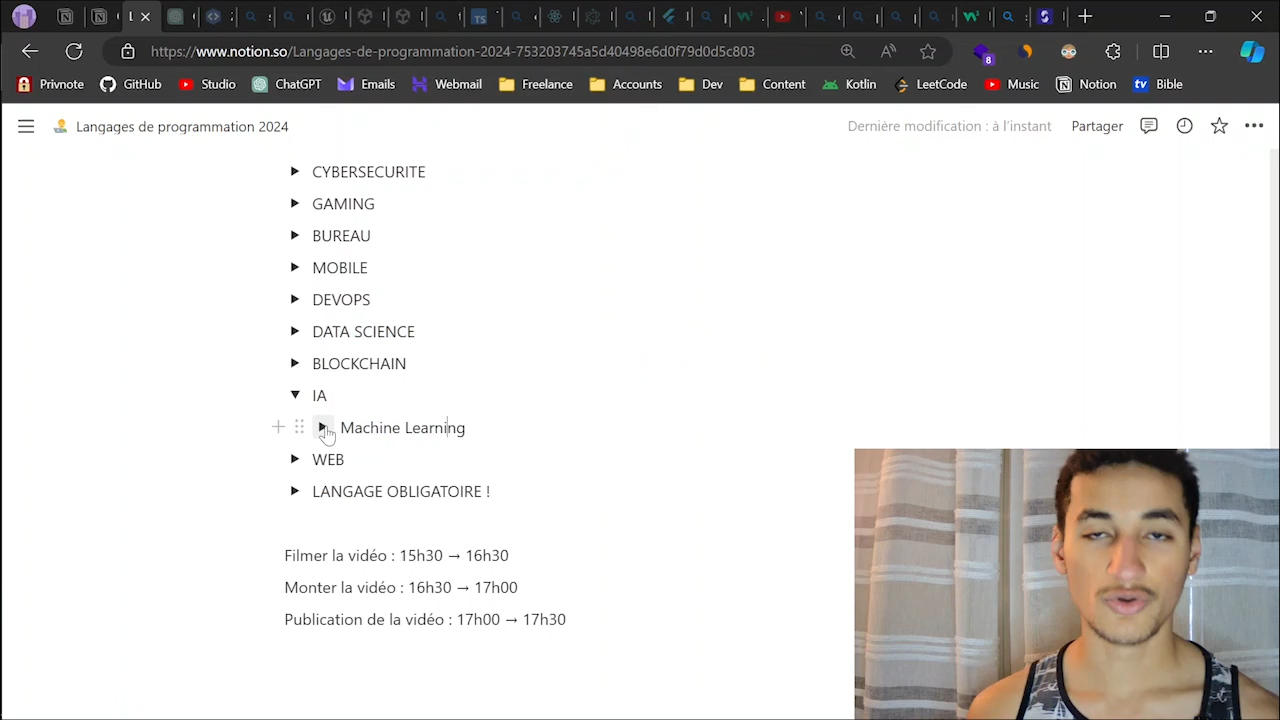 L
TS
8
https://www.notion.so/Langages-de-programmation-2024-753203745a5d40498e6d0f79d0d5c803
Privnote GitHub Studio ChatGPT Emails Webmail Freelance Accounts Dev Content Kotlin LeetCode Music Notion Bible
Langages de programmation 2024 Dernière modification : à l'instant Partager
CYBERSECURITE
GAMING
BUREAU
MOBILE
DEVOPS
DATA SCIENCE
BLOCKCHAIN
IA
Machine Learning
WEB
LANGAGE OBLIGATOIRE !
Filmer la vidéo : 15h30 → 16h30
Monter la vidéo : 16h30 → 17h00
Publication de la vidéo : 17h00 → 17h30